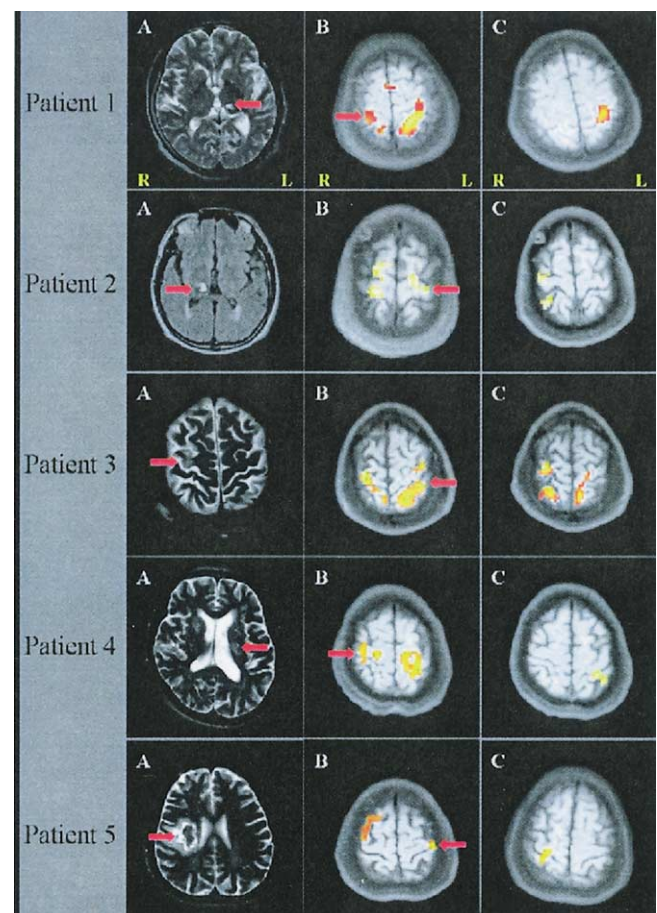 A B C
Patient 1
R L R L R L
A B C
Patient 2
A B C
Patient 3
A B C
Patient 4
A B C
Patient 5